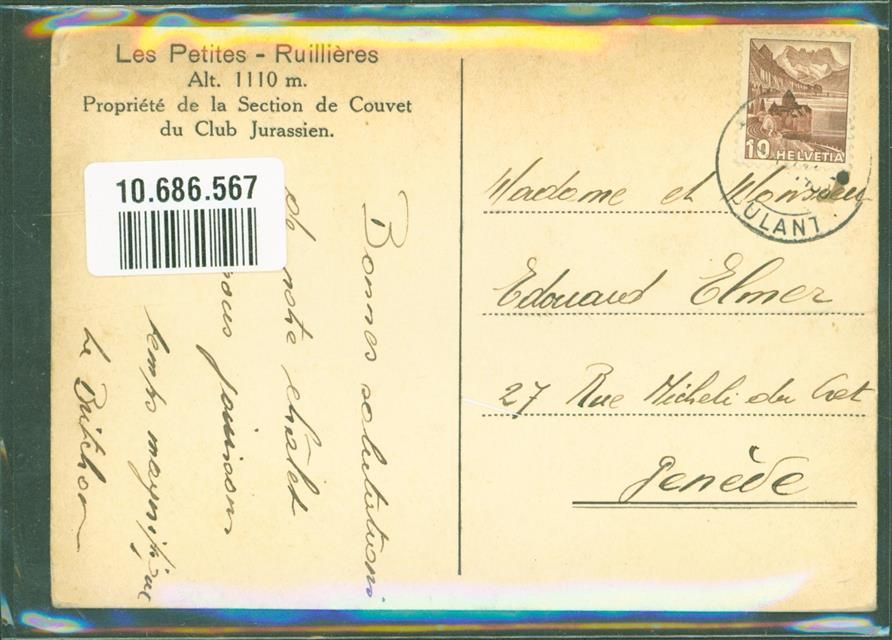 Les Petites - Ruillières
Alt. 1110 m.
Propriété de la Section de Couvet
du Club Jurassien.
10.686.567
Bonnes salutations
de notre châlet
nous jouissons
temps magnifique
10 HELVETIA
ULANT
Madame et Monsieur
Edouard Elmer
27 Rue Micheli du Cret
Genève